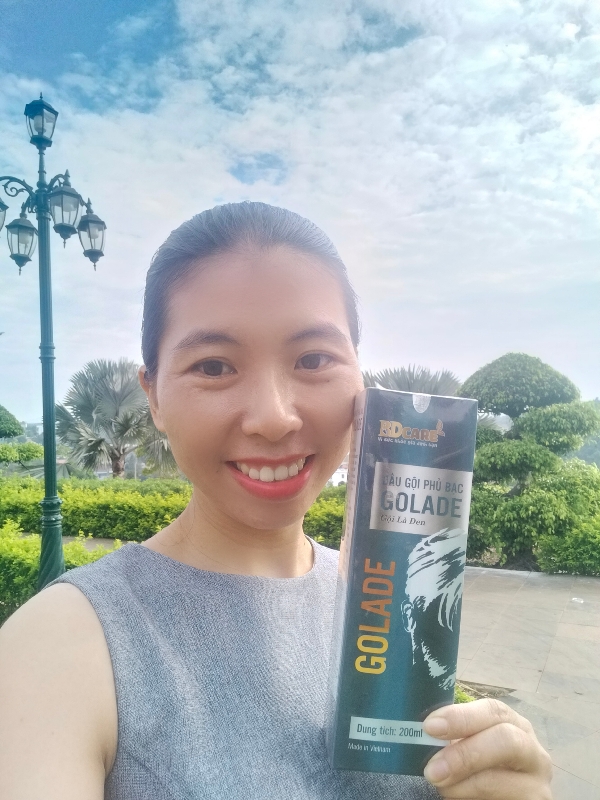 KDCARE
DẦU GỘI PHỦ BẠC
GOLADE
Gội Là Đen
GOLADE
Dung tích: 200ml
Made in Vietnam